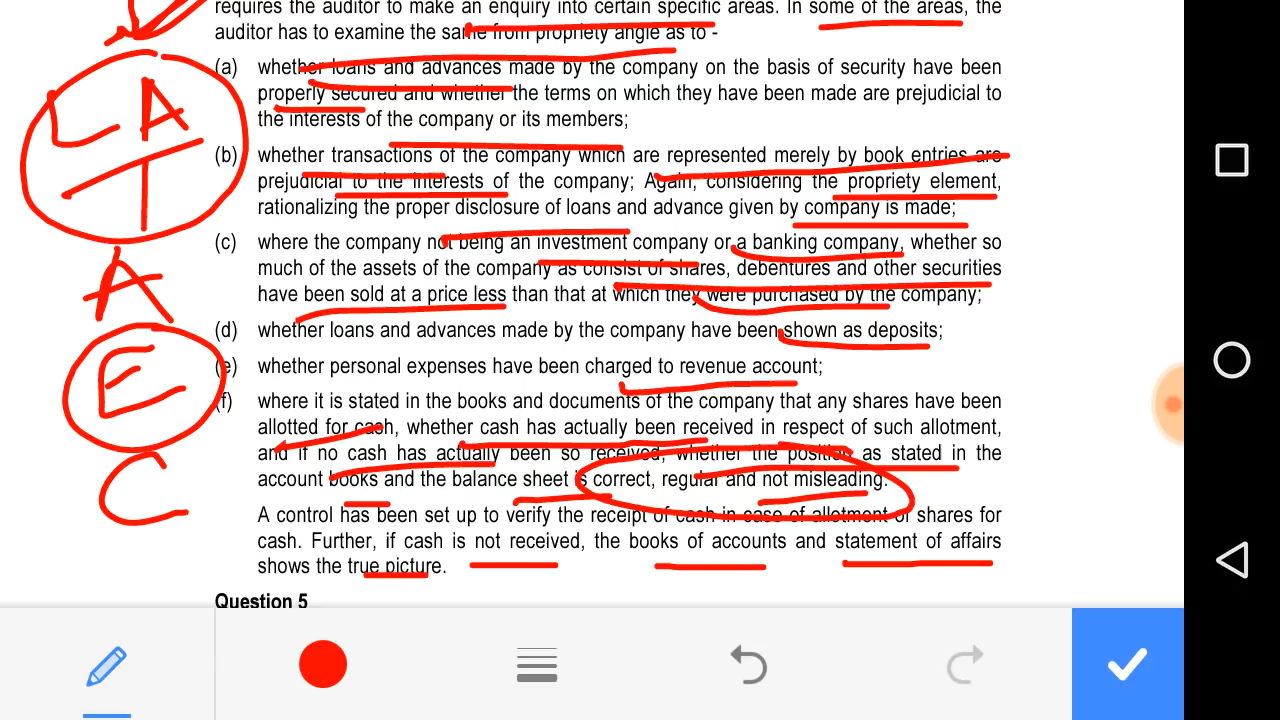 requires the auditor to make an enquiry into certain specific areas. In some of the areas, the
auditor has to examine the same from propriety angle as to -
(a) whether loans and advances made by the company on the basis of security have been
properly secured and whether the terms on which they have been made are prejudicial to
the interests of the company or its members;
(b) whether transactions of the company which are represented merely by book entries are
prejudicial to the interests of the company; Again, considering the propriety element,
rationalizing the proper disclosure of loans and advance given by company is made;
(c) where the company not being an investment company or a banking company, whether so
much of the assets of the company as consist of shares, debentures and other securities
have been sold at a price less than that at which they were purchased by the company;
(d) whether loans and advances made by the company have been shown as deposits;
(e) whether personal expenses have been charged to revenue account;
(f) where it is stated in the books and documents of the company that any shares have been
allotted for cash, whether cash has actually been received in respect of such allotment,
and if no cash has actually been so received, whether the position as stated in the
account books and the balance sheet is correct, regular and not misleading.
A control has been set up to verify the receipt of cash in case of allotment of shares for
cash. Further, if cash is not received, the books of accounts and statement of affairs
shows the true picture.
Question 5
L A
T
A
E
C